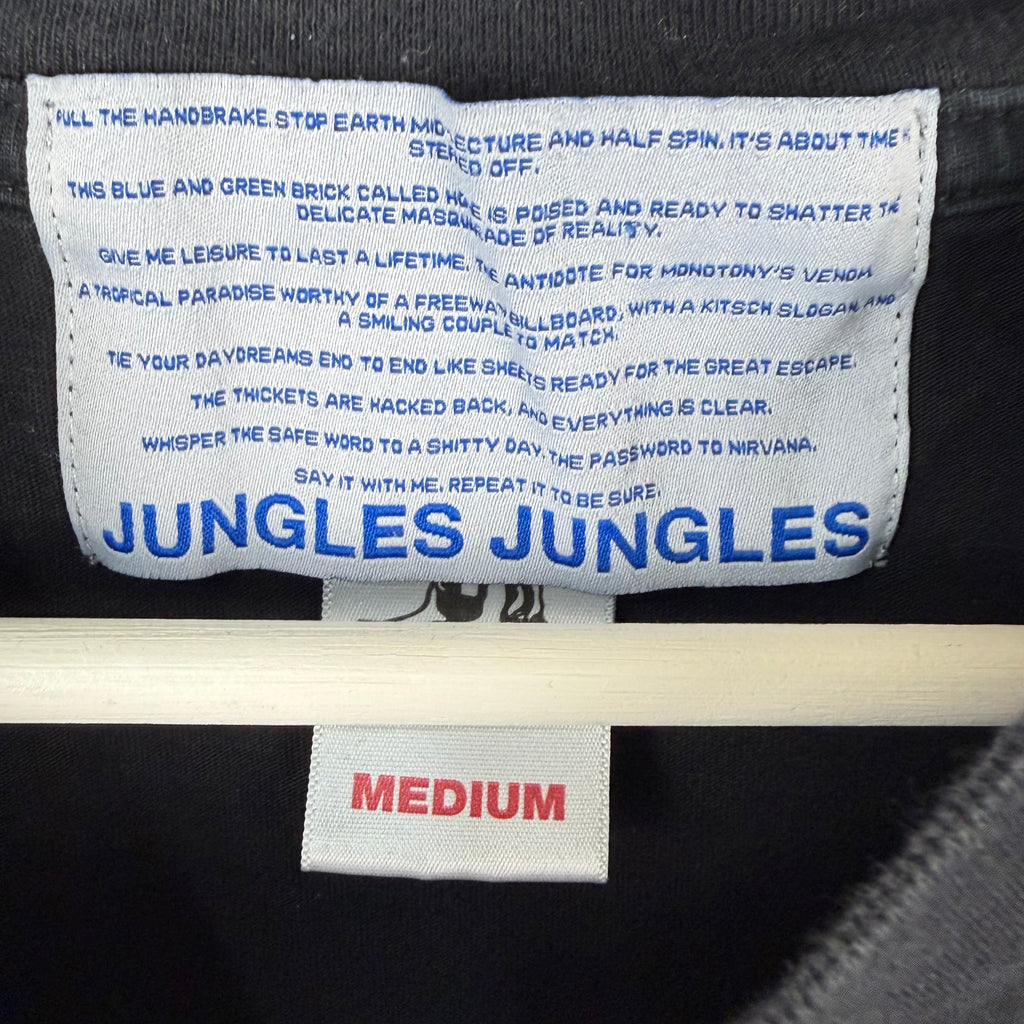 PULL THE HANDBRAKE. STOP EARTH MID LECTURE AND HALF SPIN. IT'S ABOUT TIME I
STEPPED OFF.
THIS BLUE AND GREEN BRICK CALLED HOME IS POISED AND READY TO SHATTER THE
DELICATE MASQUERADE OF REALITY.
GIVE ME LEISURE TO LAST A LIFETIME, THE ANTIDOTE FOR MONOTONY'S VENOM
A TROPICAL PARADISE WORTHY OF A FREEWAY BILLBOARD, WITH A KITSCH SLOGAN AND
A SMILING COUPLE TO MATCH.
TIE YOUR DAYDREAMS END TO END LIKE SHEETS READY FOR THE GREAT ESCAPE.
THE THICKETS ARE HACKED BACK, AND EVERYTHING IS CLEAR.
WHISPER THE SAFE WORD TO A SHITTY DAY. THE PASSWORD TO NIRVANA.
SAY IT WITH ME. REPEAT IT TO BE SURE.
JUNGLES JUNGLES
MEDIUM